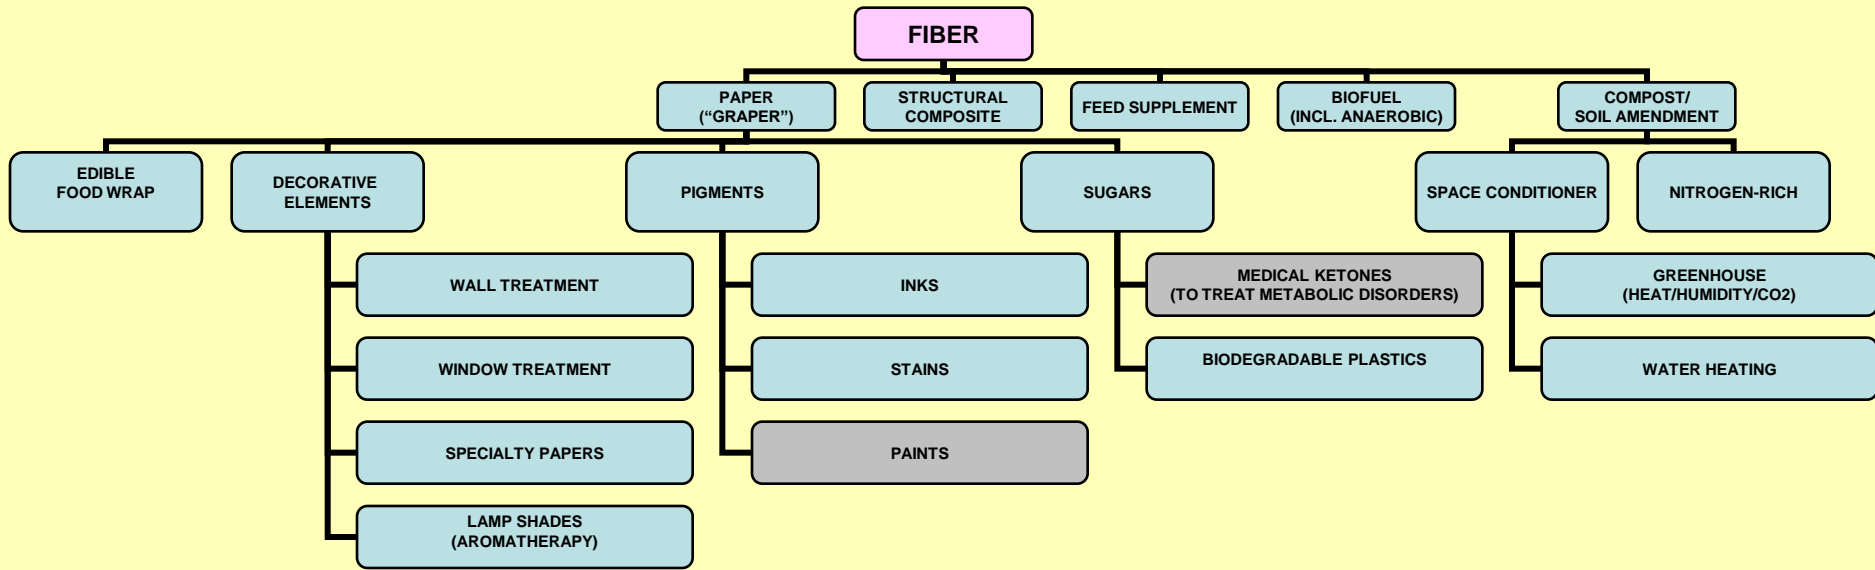 FIBER
PAPER
(“GRAPER”)
STRUCTURAL
COMPOSITE
FEED SUPPLEMENT
BIOFUEL
(INCL. ANAEROBIC)
COMPOST/
SOIL AMENDMENT
EDIBLE
FOOD WRAP
DECORATIVE
ELEMENTS
PIGMENTS
SUGARS
SPACE CONDITIONER
NITROGEN-RICH
WALL TREATMENT
INKS
MEDICAL KETONES
(TO TREAT METABOLIC DISORDERS)
GREENHOUSE
(HEAT/HUMIDITY/CO2)
WINDOW TREATMENT
STAINS
BIODEGRADABLE PLASTICS
WATER HEATING
SPECIALTY PAPERS
PAINTS
LAMP SHADES
(AROMATHERAPY)